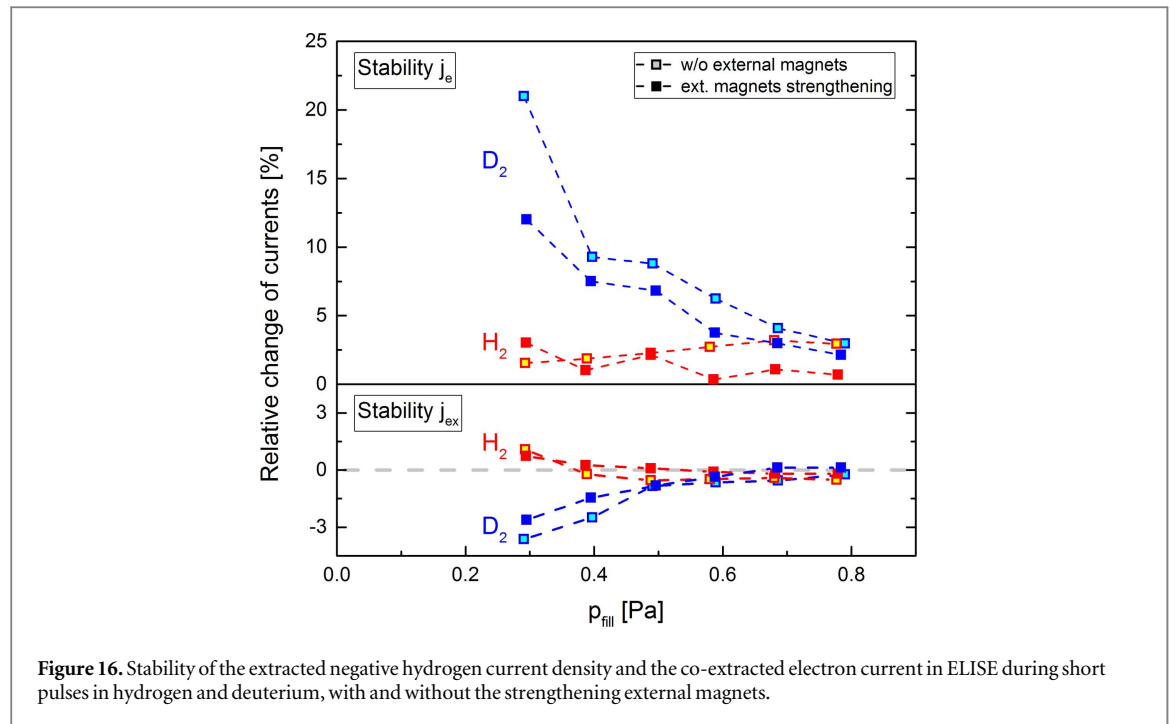 25
20
15
10
5
0
3
0
-3
Relative change of currents [%]
Stability j_e
w/o external magnets
ext. magnets strengthening
D_2
H_2
Stability j_ex
H_2
D_2
0.0 0.2 0.4 0.6 0.8
p_fill [Pa]
Figure 16. Stability of the extracted negative hydrogen current density and the co-extracted electron current in ELISE during short
pulses in hydrogen and deuterium, with and without the strengthening external magnets.